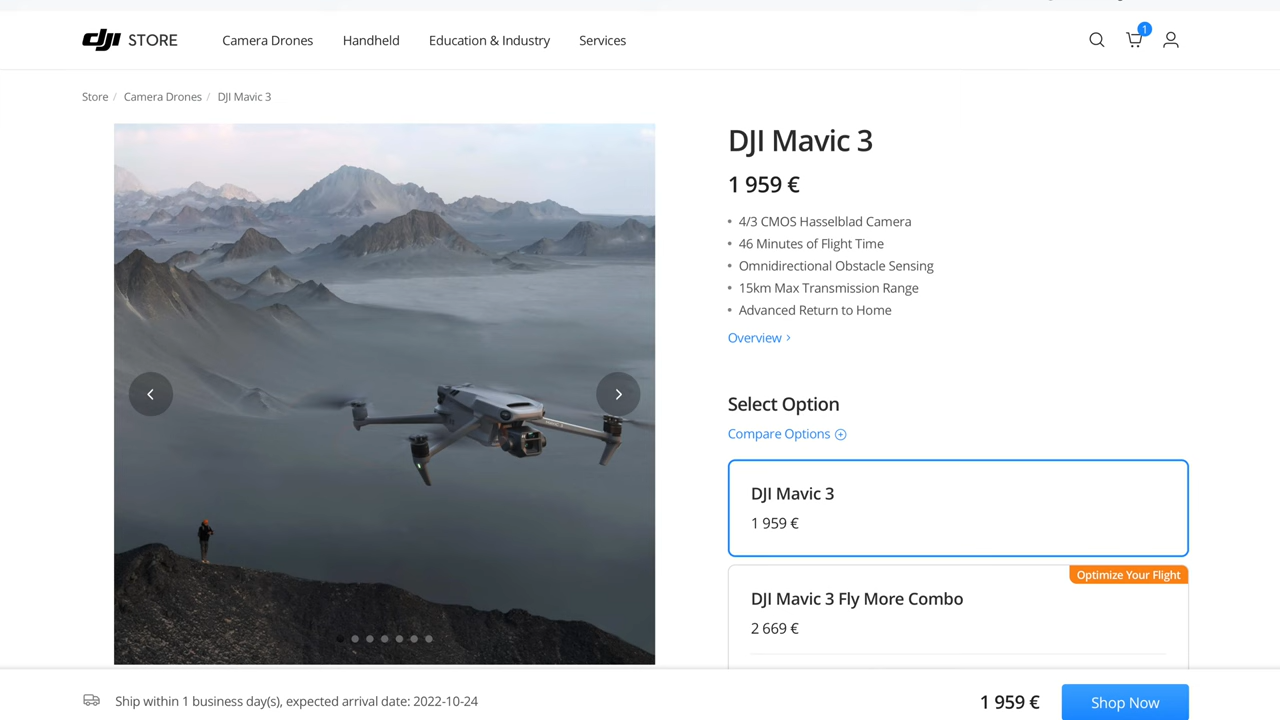 dji STORE Camera Drones Handheld Education & Industry Services 1
Store / Camera Drones / DJI Mavic 3
DJI Mavic 3
1 959 €
• 4/3 CMOS Hasselblad Camera
• 46 Minutes of Flight Time
• Omnidirectional Obstacle Sensing
• 15km Max Transmission Range
• Advanced Return to Home
Overview >
Select Option
Compare Options
DJI Mavic 3
1 959 €
Optimize Your Flight
DJI Mavic 3 Fly More Combo
2 669 €
Ship within 1 business day(s), expected arrival date: 2022-10-24 1 959 € Shop Now